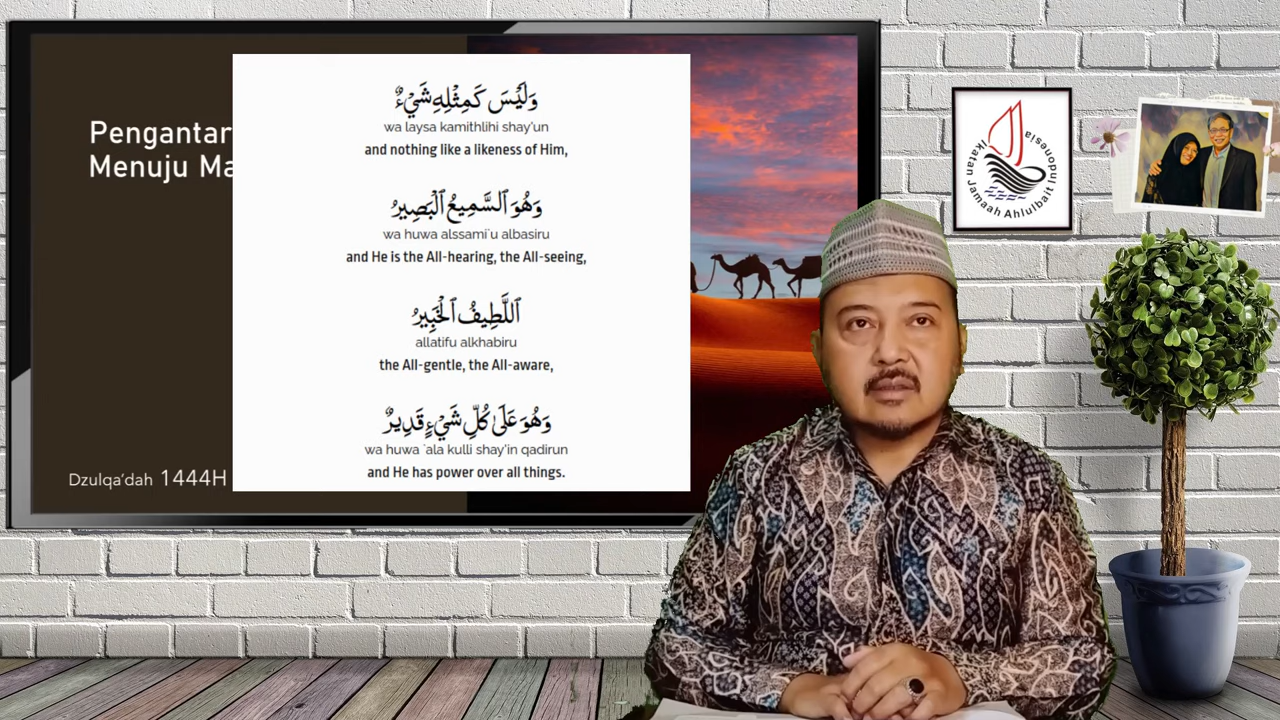 Pengantar
Menuju Ma
Dzulqa'dah 1444H
وَلَيْسَ كَمِثْلِهِ شَيْءٌ
wa laysa kamithlihi shay'un
and nothing like a likeness of Him,
وَهُوَ ٱلسَّمِيعُ ٱلْبَصِيرُ
wa huwa alssami`u albasiru
and He is the All-hearing, the All-seeing,
اللَّطِيفُ ٱلْخَبِيرُ
allatifu alkhabiru
the All-gentle, the All-aware,
وَهُوَ عَلَىٰ كُلِّ شَيْءٍ قَدِيرٌ
wa huwa `ala kulli shay'in qadirun
and He has power over all things.
Ikatan Jamaah Ahlulbait Indonesia